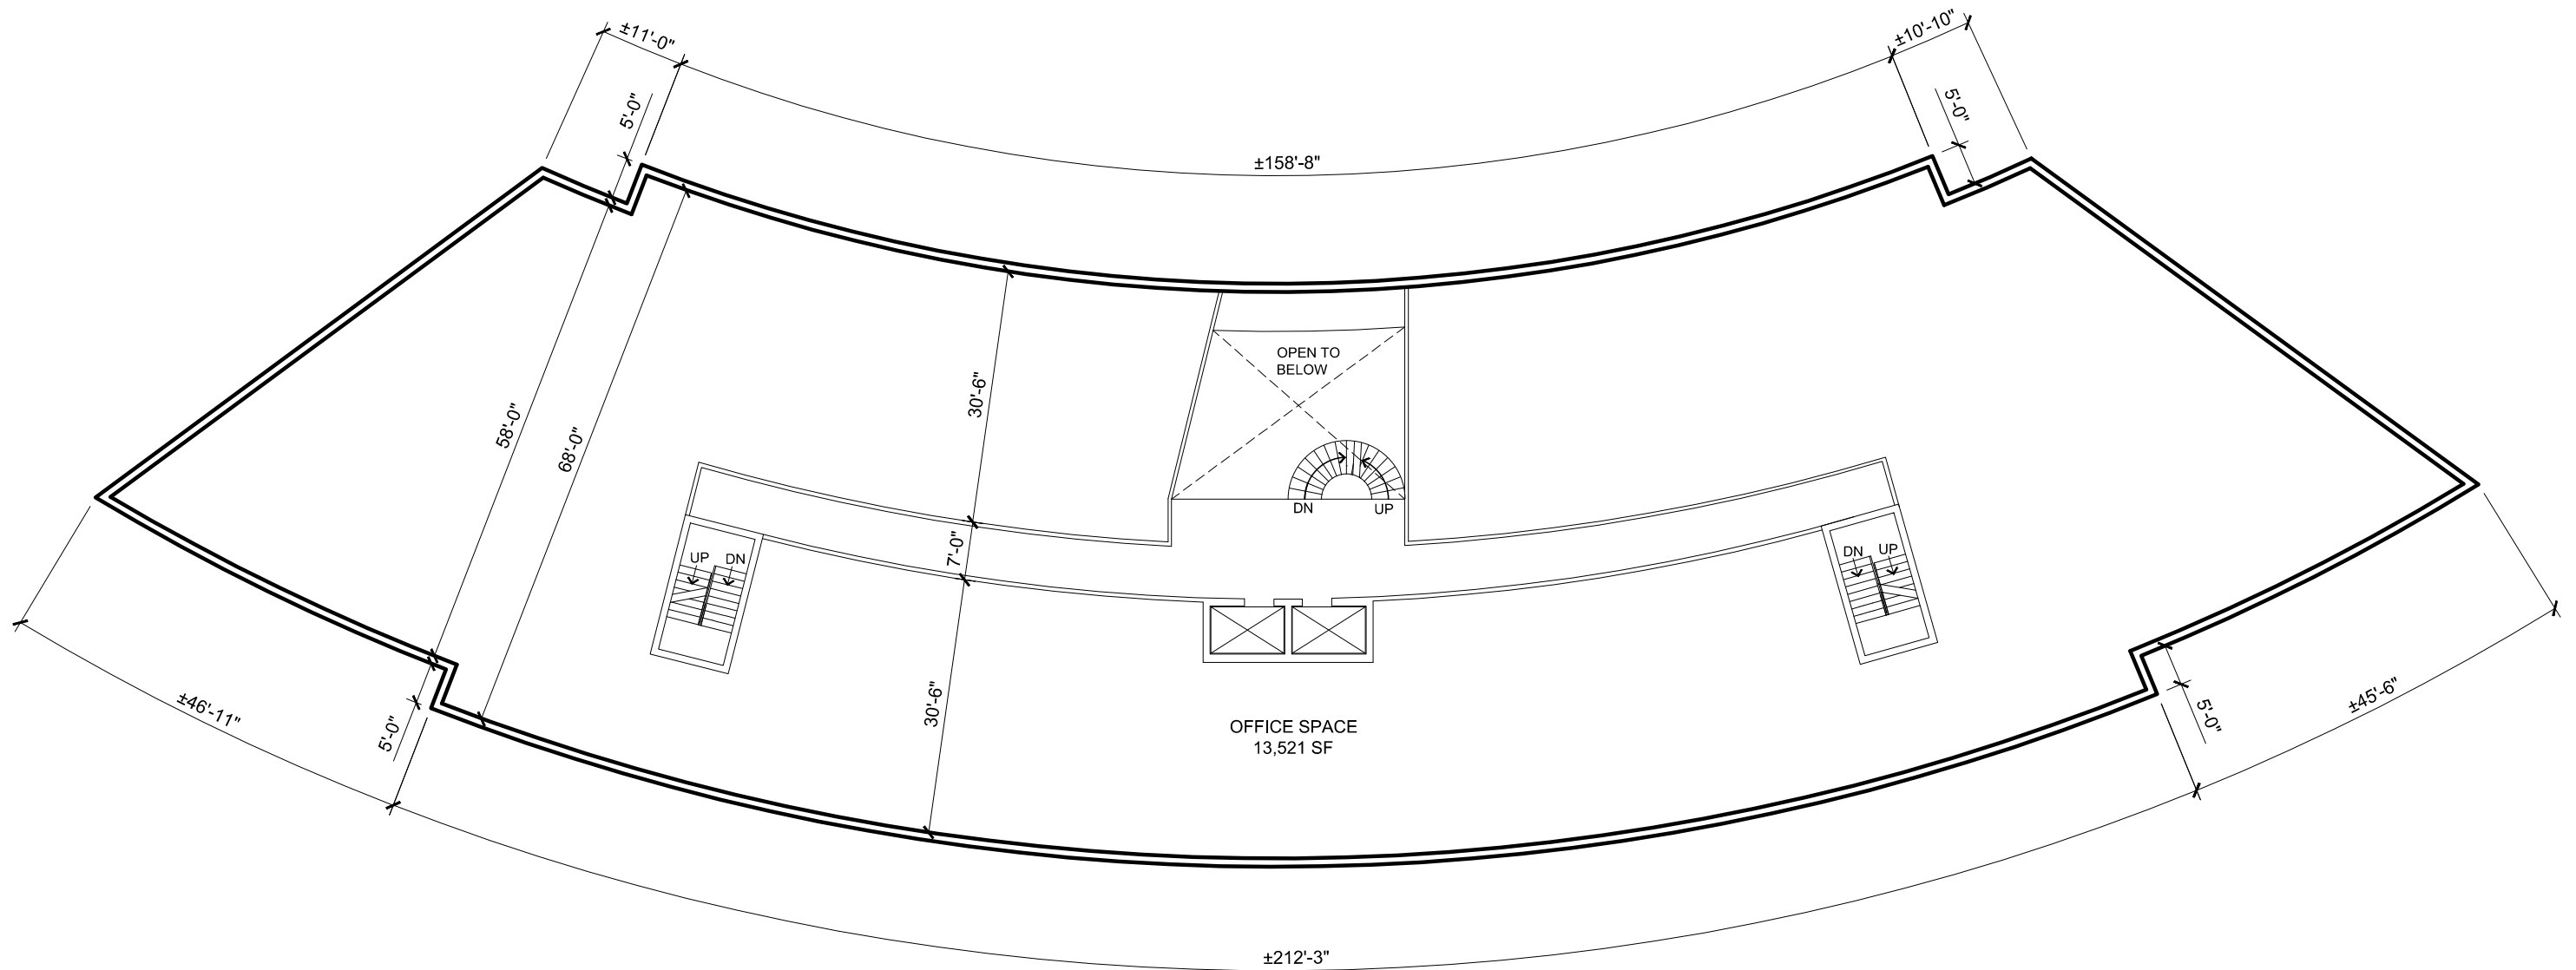 ±11'-0"
±10'-10"
5'-0"
5'-0"
±158'-8"
OPEN TO
BELOW
30'-6"
58'-0"
68'-0"
DN
UP
7'-0"
UP
DN
DN
UP
30'-6"
±46'-11"
5'-0"
OFFICE SPACE
13,521 SF
±45'-6"
5'-0"
±212'-3"